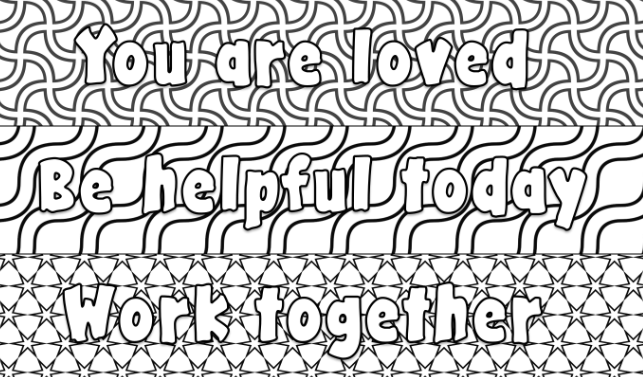 You are loved
Be helpful today
Work together